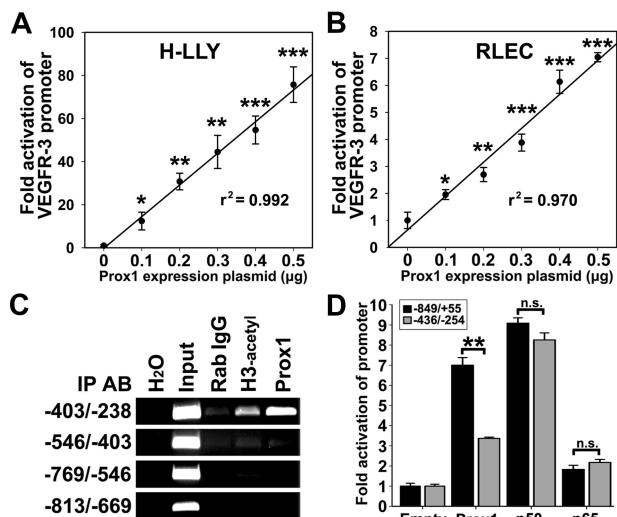 A
H-LLY
Fold activation of
VEGFR-3 promoter
100
80
60
40
20
0
*
**
**
***
***
r² = 0.992
0 0.1 0.2 0.3 0.4 0.5
Prox1 expression plasmid (µg)
B
RLEC
Fold activation of
VEGFR-3 promoter
8
7
6
5
4
3
2
1
0
*
**
***
***
***
r² = 0.970
0 0.1 0.2 0.3 0.4 0.5
Prox1 expression plasmid (µg)
C
IP AB
H2O
Input
Rab IgG
H3-acetyl
Prox1
-403/-238
-546/-403
-769/-546
-813/-669
D
-849/+55
-436/-254
Fold activation of promoter
10
9
8
7
6
5
4
3
2
1
0
**
n.s.
n.s.
Empty Prox1 p50 p65